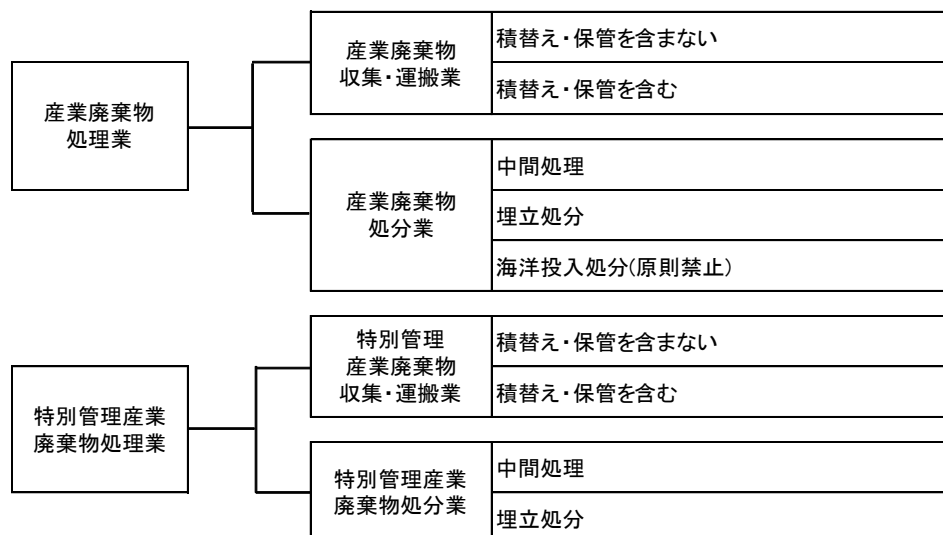 産業廃棄物
処理業
産業廃棄物
収集・運搬業
積替え・保管を含まない
積替え・保管を含む
産業廃棄物
処分業
中間処理
埋立処分
海洋投入処分(原則禁止)
特別管理産業
廃棄物処理業
特別管理
産業廃棄物
収集・運搬業
積替え・保管を含まない
積替え・保管を含む
特別管理産業
廃棄物処分業
中間処理
埋立処分